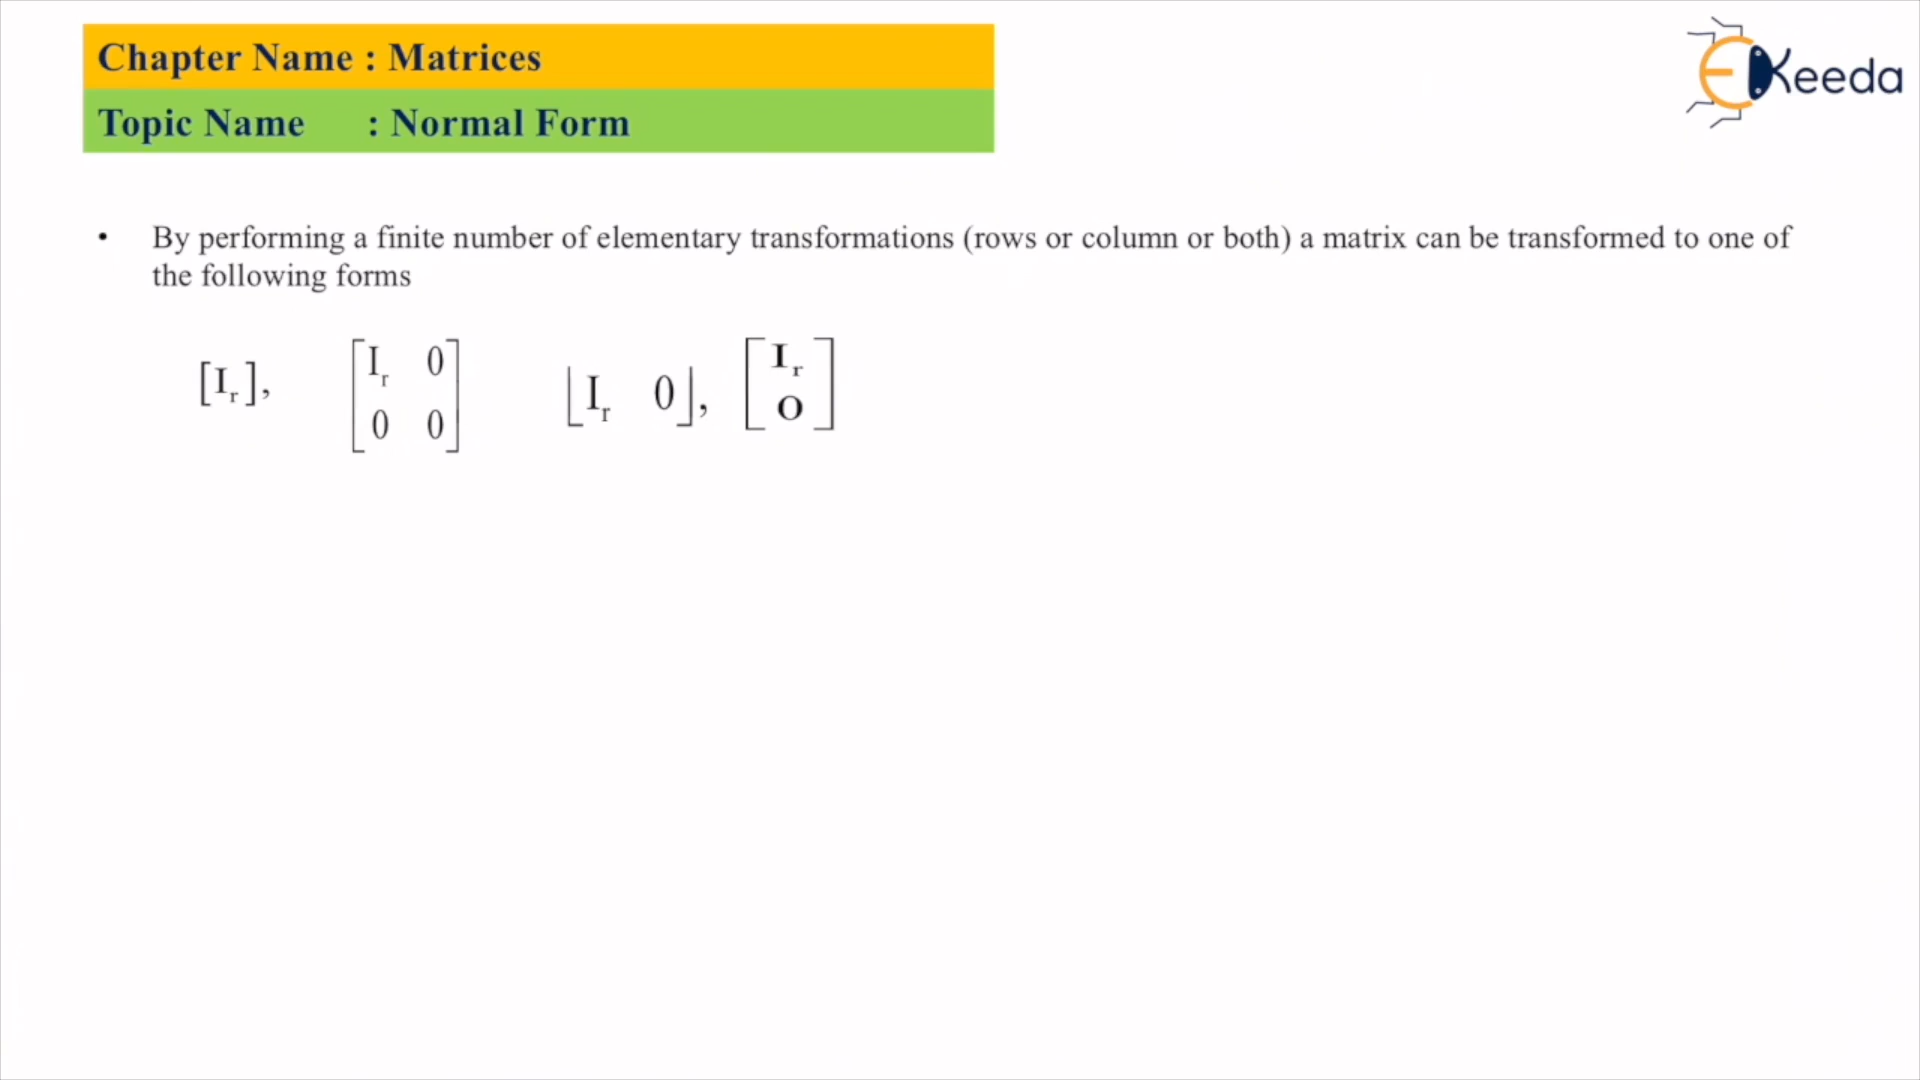 Chapter Name : Matrices
Topic Name : Normal Form
EKeeda
• By performing a finite number of elementary transformations (rows or column or both) a matrix can be transformed to one of
the following forms
[Iᵣ], [Iᵣ 0 ⌊Iᵣ 0⌋, [Iᵣ
0 0] O]